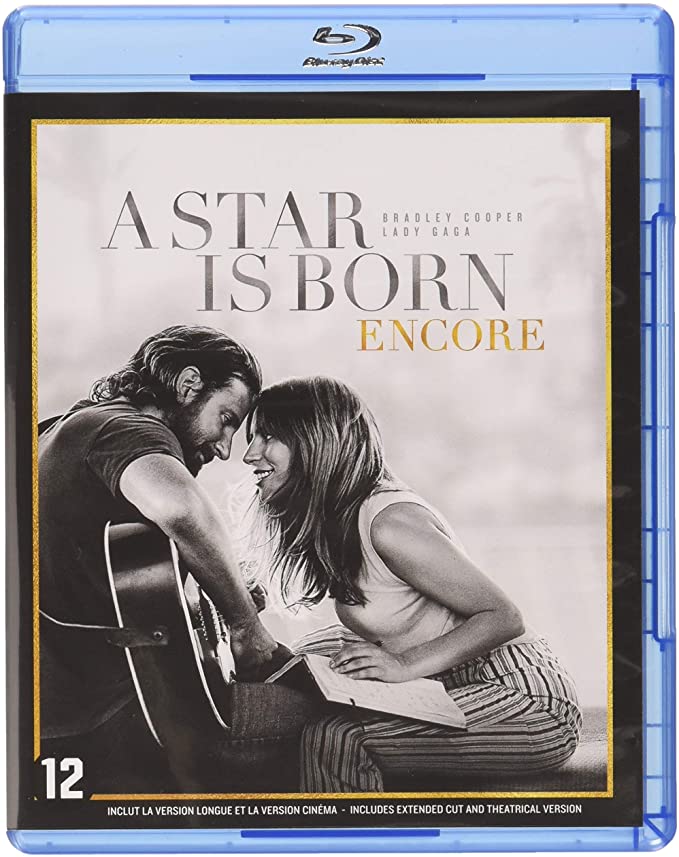 Blu-ray Disc
A STAR
BRADLEY COOPER
LADY GAGA
IS BORN
ENCORE
12
INCLUT LA VERSION LONGUE ET LA VERSION CINÉMA - INCLUDES EXTENDED CUT AND THEATRICAL VERSION